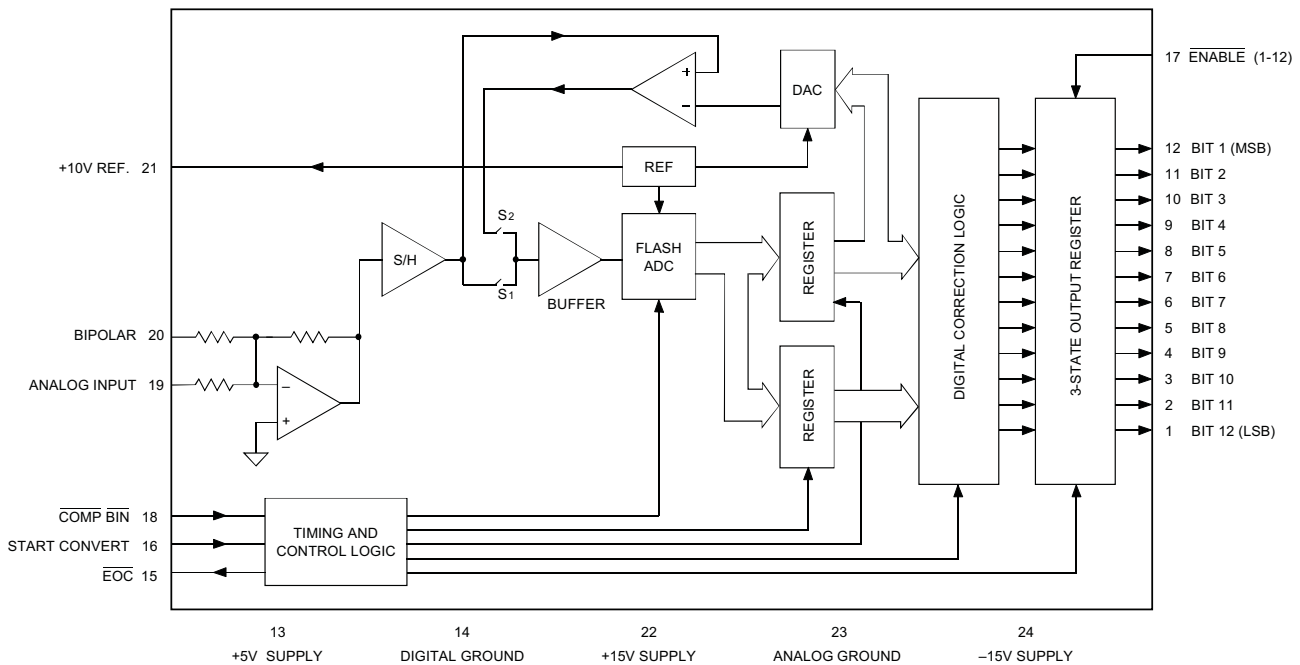 17 ENABLE (1-12)
+
−
DAC
+10V REF. 21
REF
12 BIT 1 (MSB)
11 BIT 2
10 BIT 3
9 BIT 4
8 BIT 5
7 BIT 6
6 BIT 7
5 BIT 8
4 BIT 9
3 BIT 10
2 BIT 11
1 BIT 12 (LSB)
S/H
S2
S1
BUFFER
FLASH
ADC
REGISTER
REGISTER
DIGITAL CORRECTION LOGIC
3-STATE OUTPUT REGISTER
BIPOLAR 20
ANALOG INPUT 19
−
+
COMP BIN 18
START CONVERT 16
EOC 15
TIMING AND
CONTROL LOGIC
13 14 22 23 24
+5V SUPPLY DIGITAL GROUND +15V SUPPLY ANALOG GROUND –15V SUPPLY